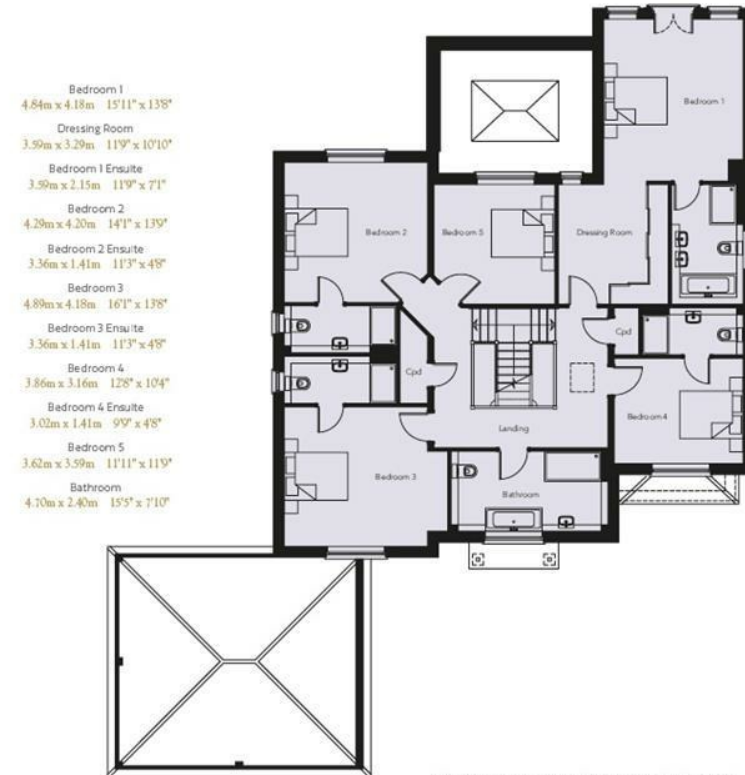 Bedroom 1
4.84m x 4.18m 15'11" x 13'8"
Dressing Room
3.59m x 3.29m 11'9" x 10'10"
Bedroom 1 Ensuite
3.59m x 2.15m 11'9" x 7'1"
Bedroom 2
4.29m x 4.20m 14'1" x 13'9"
Bedroom 2 Ensuite
3.36m x 1.41m 11'3" x 4'8"
Bedroom 3
4.89m x 4.18m 16'1" x 13'8"
Bedroom 3 Ensuite
3.36m x 1.41m 11'3" x 4'8"
Bedroom 4
3.86m x 3.16m 12'8" x 10'4"
Bedroom 4 Ensuite
3.02m x 1.41m 9'9" x 4'8"
Bedroom 5
3.62m x 3.59m 11'11" x 11'9"
Bathroom
4.70m x 2.40m 15'5" x 7'10"
Bedroom 1
Bedroom 2
Bedroom 5
Dressing Room
Cpd
Cpd
Bedroom 4
Landing
Bedroom 3
Bathroom